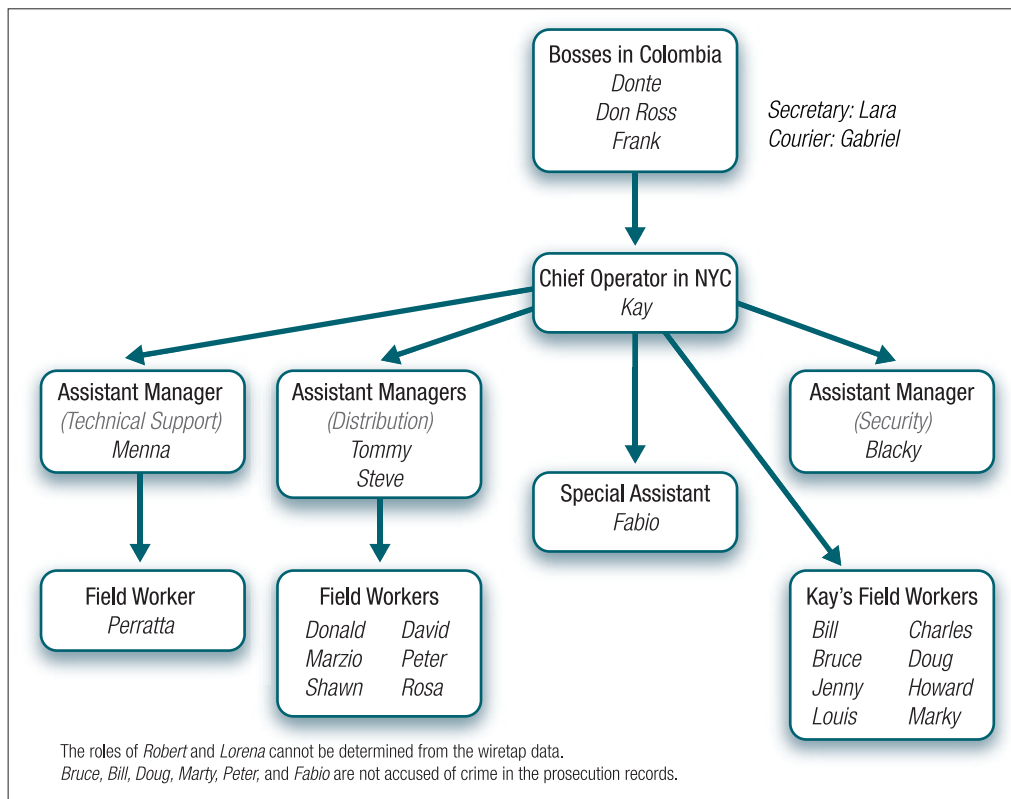 Bosses in Colombia
Donte
Don Ross
Frank
Secretary: Lara
Courier: Gabriel
Chief Operator in NYC
Kay
Assistant Manager
(Technical Support)
Menna
Assistant Managers
(Distribution)
Tommy
Steve
Special Assistant
Fabio
Assistant Manager
(Security)
Blacky
Field Worker
Perratta
Field Workers
Donald David
Marzio Peter
Shawn Rosa
Kay's Field Workers
Bill Charles
Bruce Doug
Jenny Howard
Louis Marky
The roles of Robert and Lorena cannot be determined from the wiretap data.
Bruce, Bill, Doug, Marty, Peter, and Fabio are not accused of crime in the prosecution records.